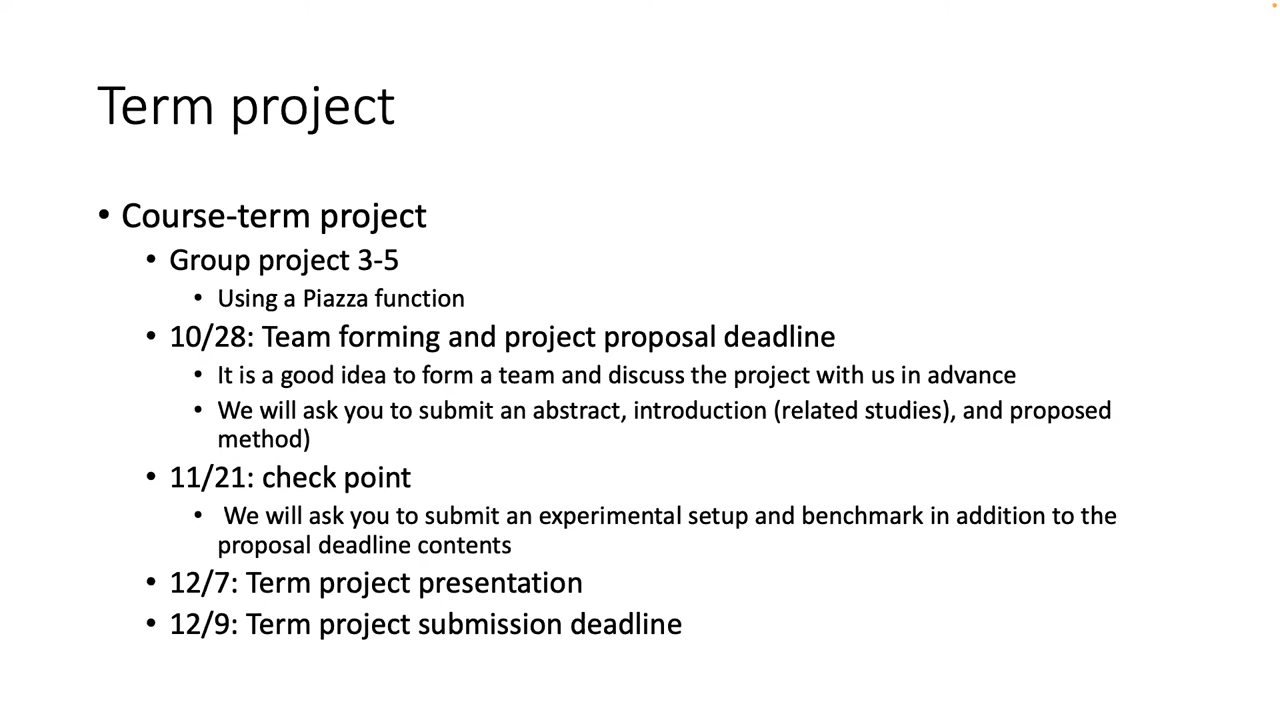 Term project
• Course-term project
• Group project 3-5
• Using a Piazza function
• 10/28: Team forming and project proposal deadline
• It is a good idea to form a team and discuss the project with us in advance
• We will ask you to submit an abstract, introduction (related studies), and proposed
method)
• 11/21: check point
• We will ask you to submit an experimental setup and benchmark in addition to the
proposal deadline contents
• 12/7: Term project presentation
• 12/9: Term project submission deadline